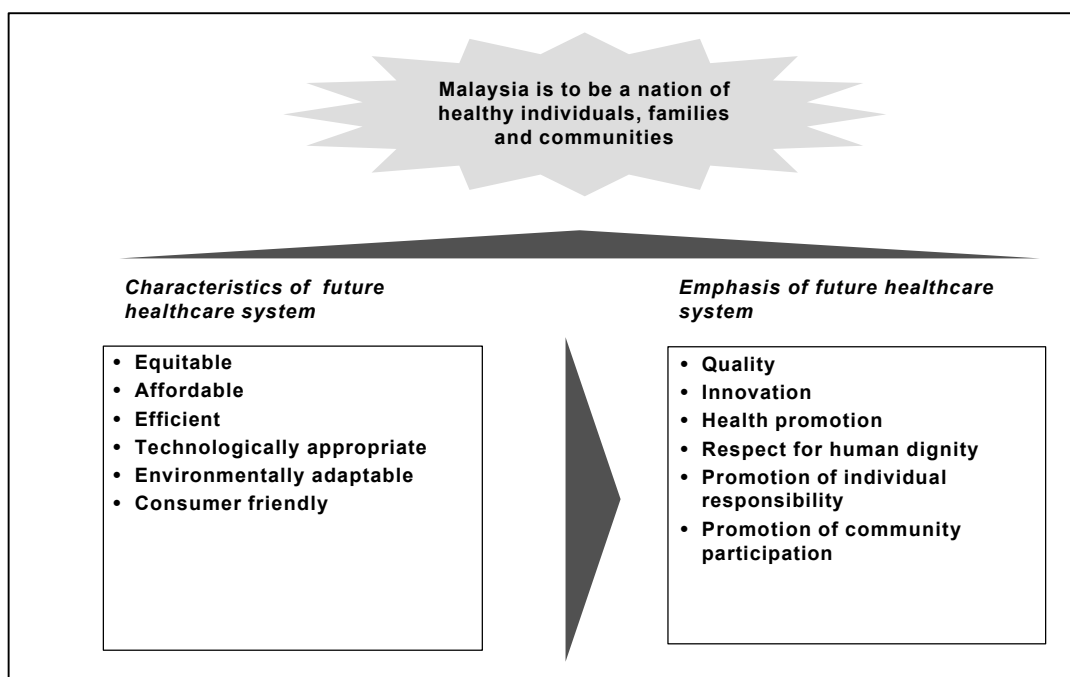 Malaysia is to be a nation of
healthy individuals, families
and communities
Characteristics of future
healthcare system
• Equitable
• Affordable
• Efficient
• Technologically appropriate
• Environmentally adaptable
• Consumer friendly
Emphasis of future healthcare
system
• Quality
• Innovation
• Health promotion
• Respect for human dignity
• Promotion of individual
responsibility
• Promotion of community
participation